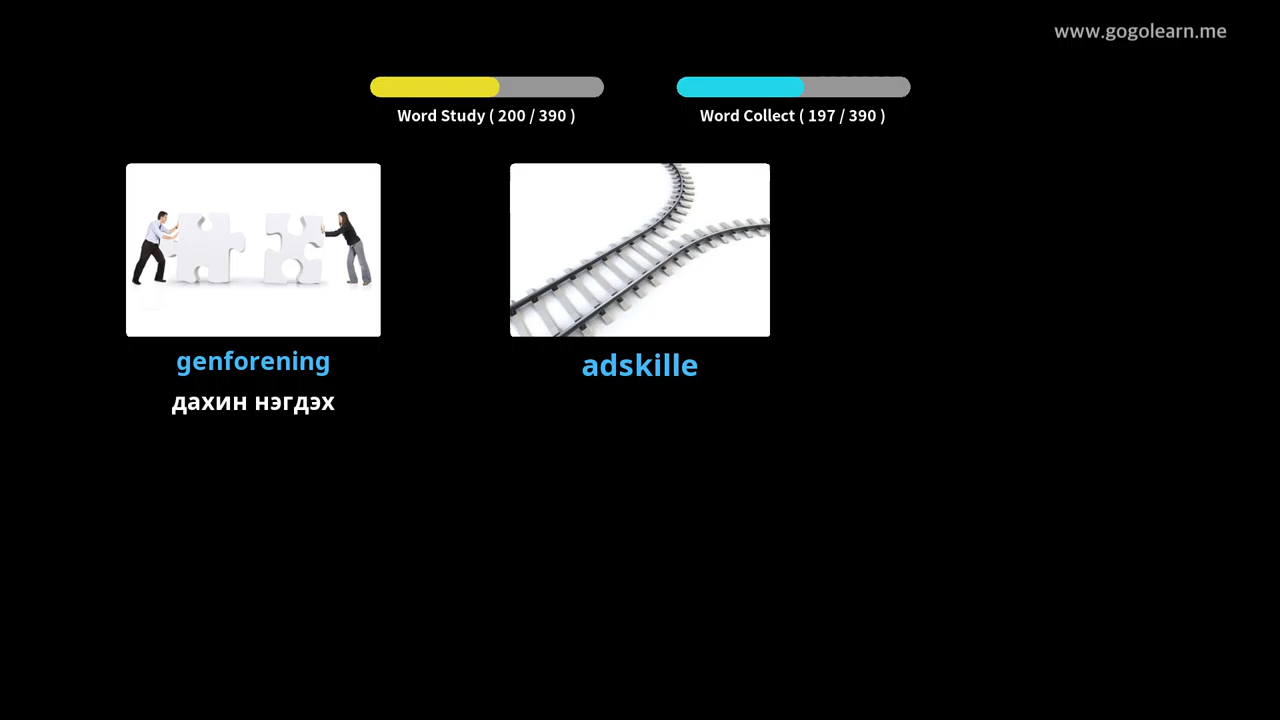 www.gogolearn.me
Word Study ( 200 / 390 )
Word Collect ( 197 / 390 )
genforening
дахин нэгдэх
adskille